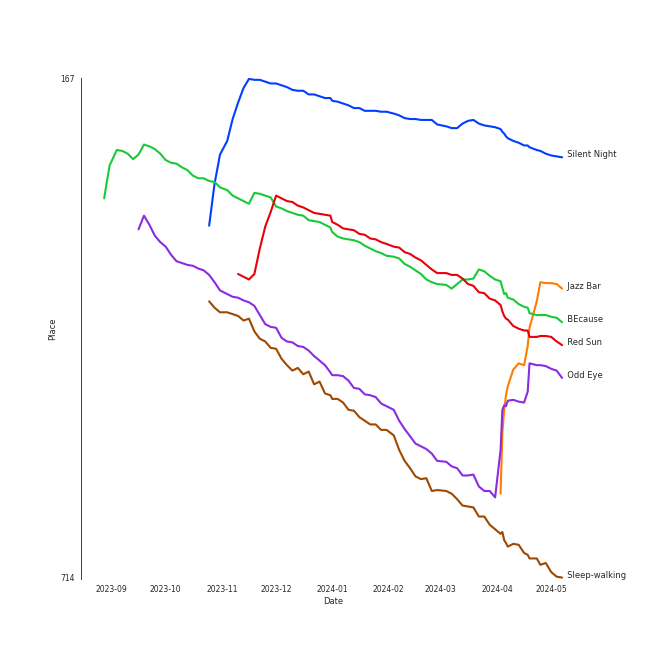 167
Silent Night
Jazz Bar
BEcause
Red Sun
Odd Eye
Sleep-walking
714
Place
2023-09 2023-10 2023-11 2023-12 2024-01 2024-02 2024-03 2024-04 2024-05
Date